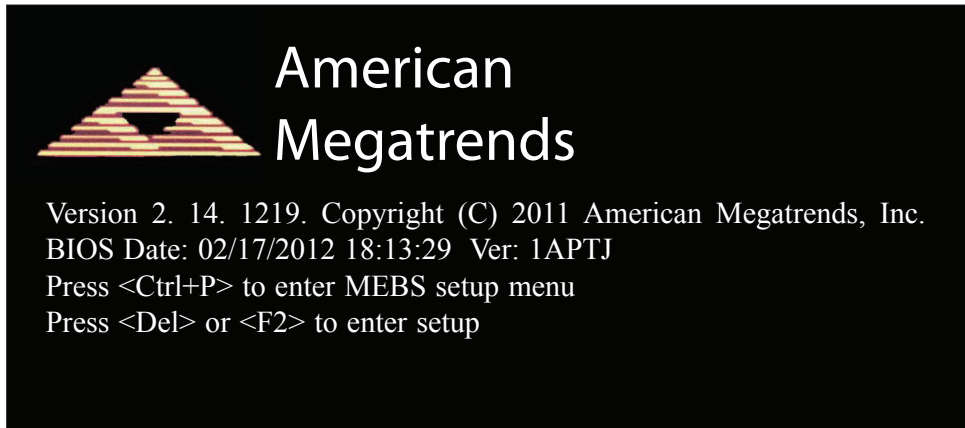 American
Megatrends
Version 2. 14. 1219. Copyright (C) 2011 American Megatrends, Inc.
BIOS Date: 02/17/2012 18:13:29 Ver: 1APTJ
Press <Ctrl+P> to enter MEBS setup menu
Press <Del> or <F2> to enter setup